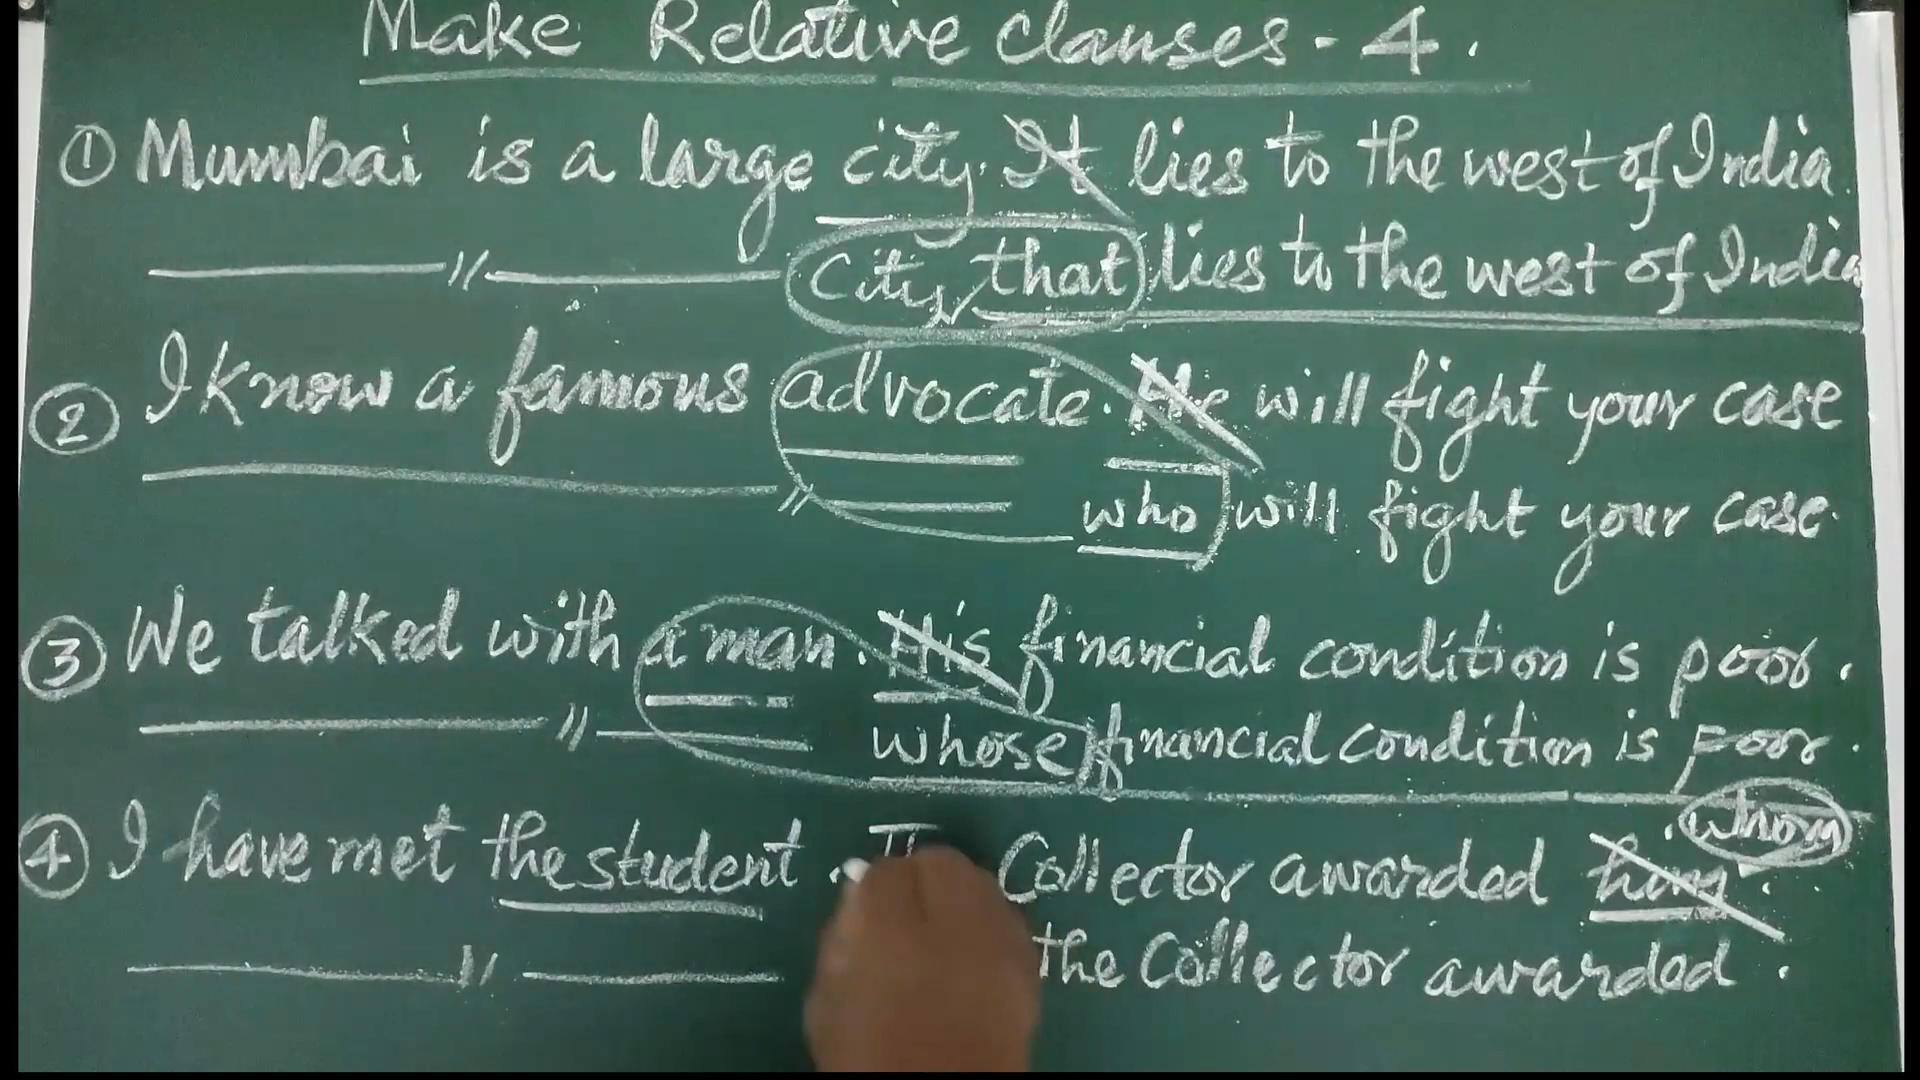 Make Relative clauses - 4.
① Mumbai is a large city. It lies to the west of India.
——"—— city, that lies to the west of India
② I know a famous advocate. He will fight your case
——"—— who will fight your case.
③ We talked with a man. His financial condition is poor.
——"—— whose financial condition is poor.
whom
④ I have met the student. Collector awarded him.
——"—— the Collector awarded.